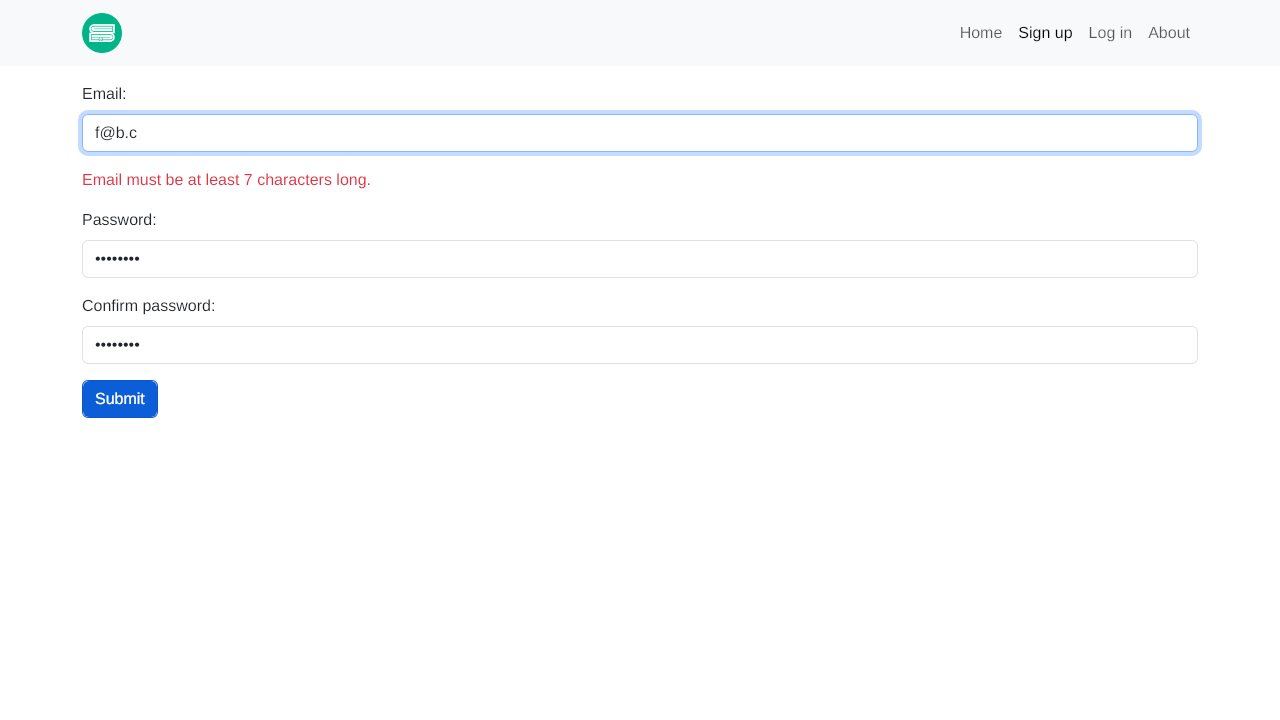 Home Sign up Log in About
Email:
f@b.c
Email must be at least 7 characters long.
Password:
••••••••
Confirm password:
••••••••
Submit